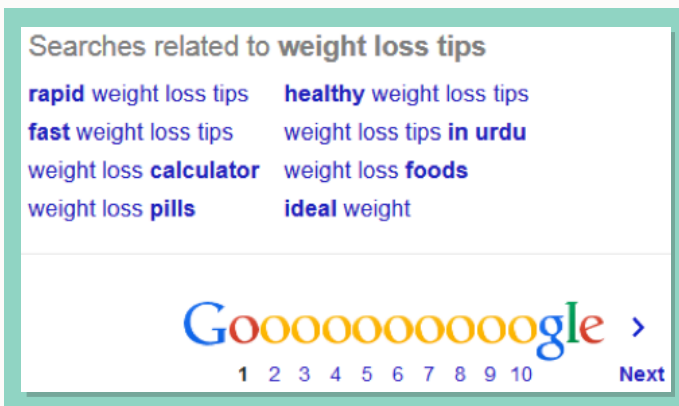 Searches related to weight loss tips
rapid weight loss tips healthy weight loss tips
fast weight loss tips weight loss tips in urdu
weight loss calculator weight loss foods
weight loss pills ideal weight
Goooooooooogle >
1 2 3 4 5 6 7 8 9 10 Next